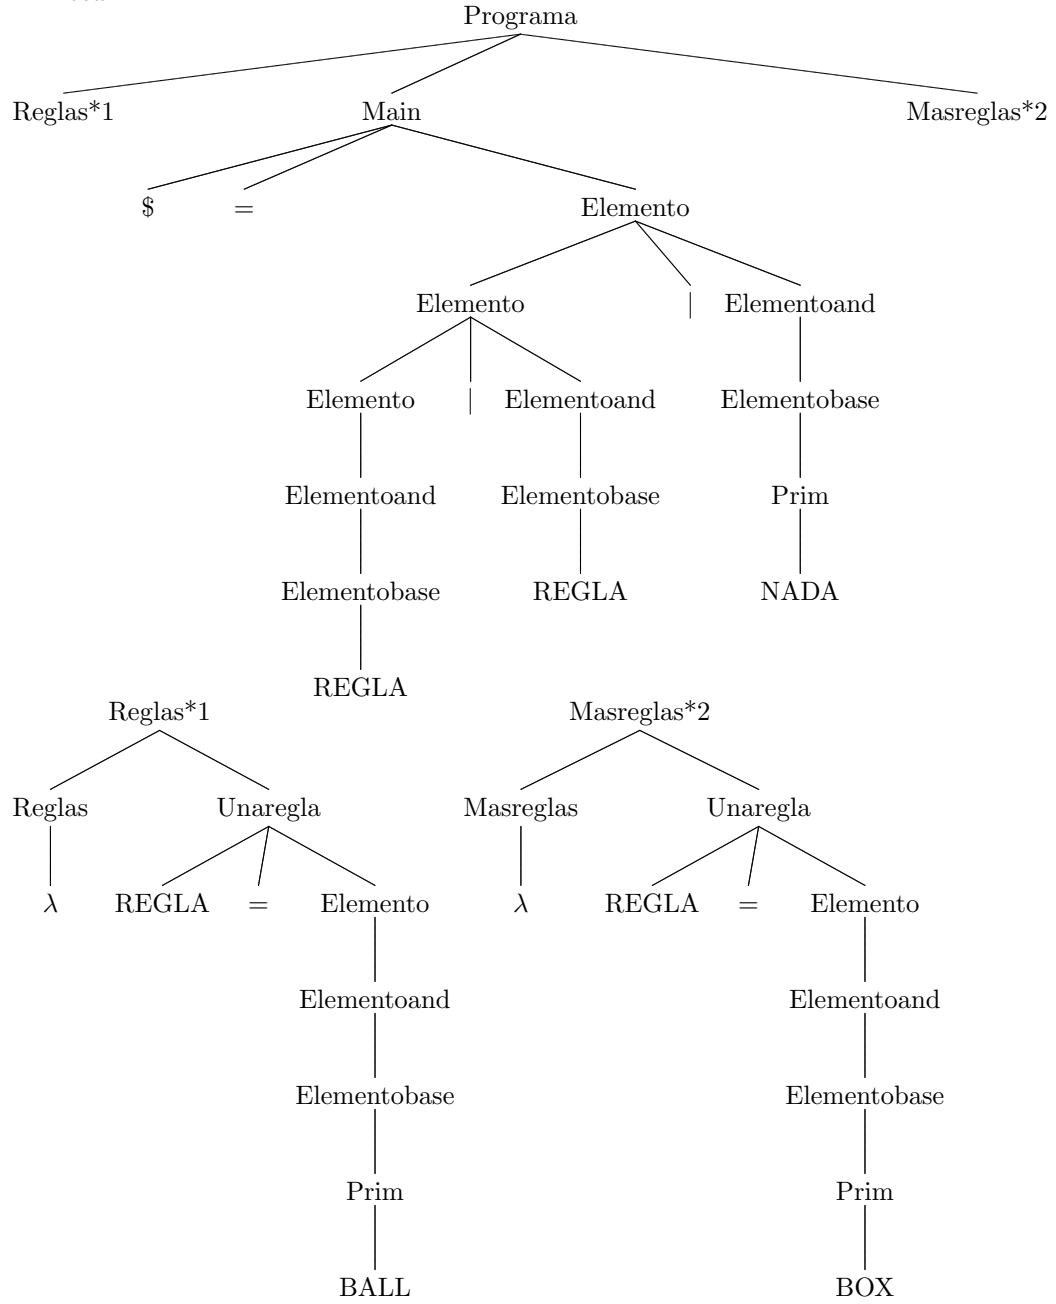 Programa
Reglas*1 Main Masreglas*2
$ = Elemento
Elemento | Elementoand
Elemento | Elementoand Elementobase
Elementoand Elementobase Prim
Elementobase REGLA NADA
REGLA
Reglas*1 Masreglas*2
Reglas Unaregla Masreglas Unaregla
λ REGLA = Elemento λ REGLA = Elemento
Elementoand Elementoand
Elementobase Elementobase
Prim Prim
BALL BOX